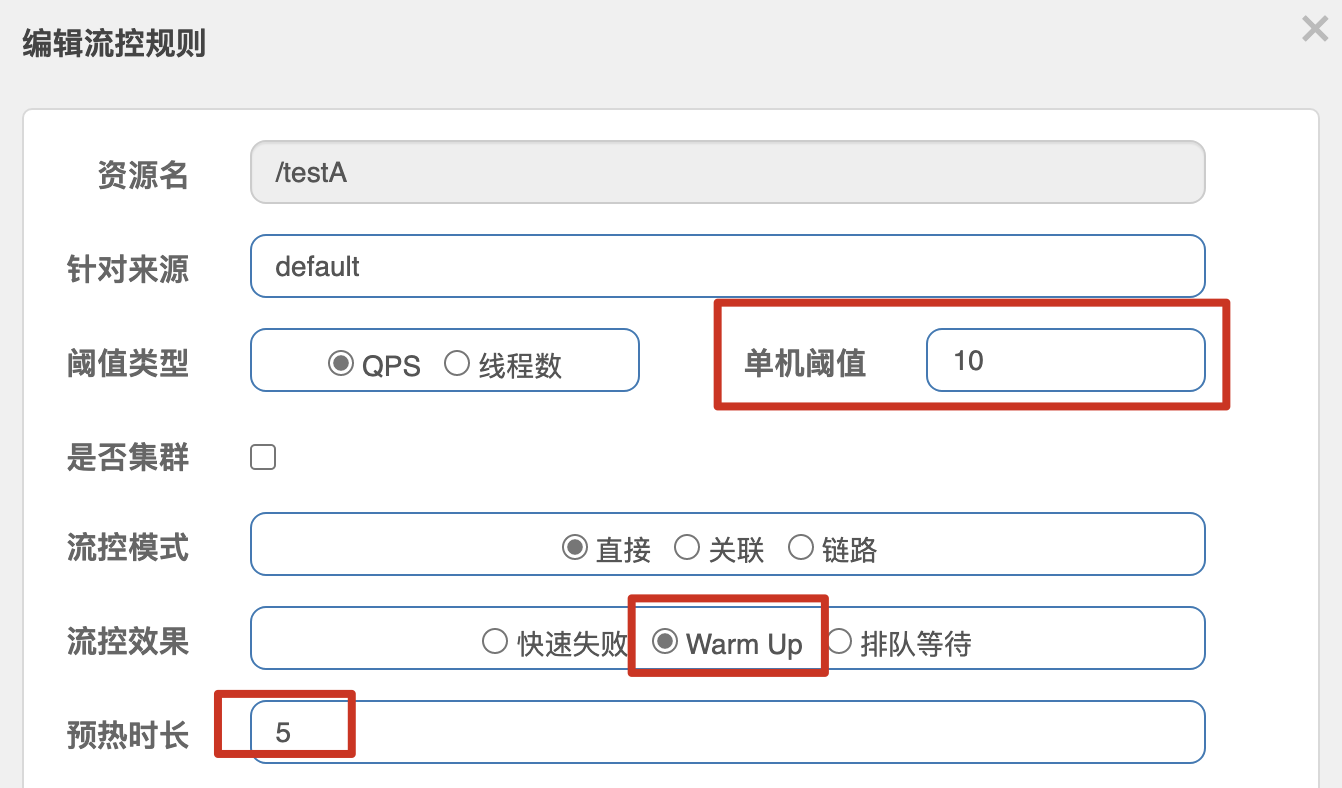 编辑流控规则
资源名 /testA
针对来源 default
阈值类型 QPS 线程数 单机阈值 10
是否集群
流控模式 直接 关联 链路
流控效果 快速失败 Warm Up 排队等待
预热时长 5